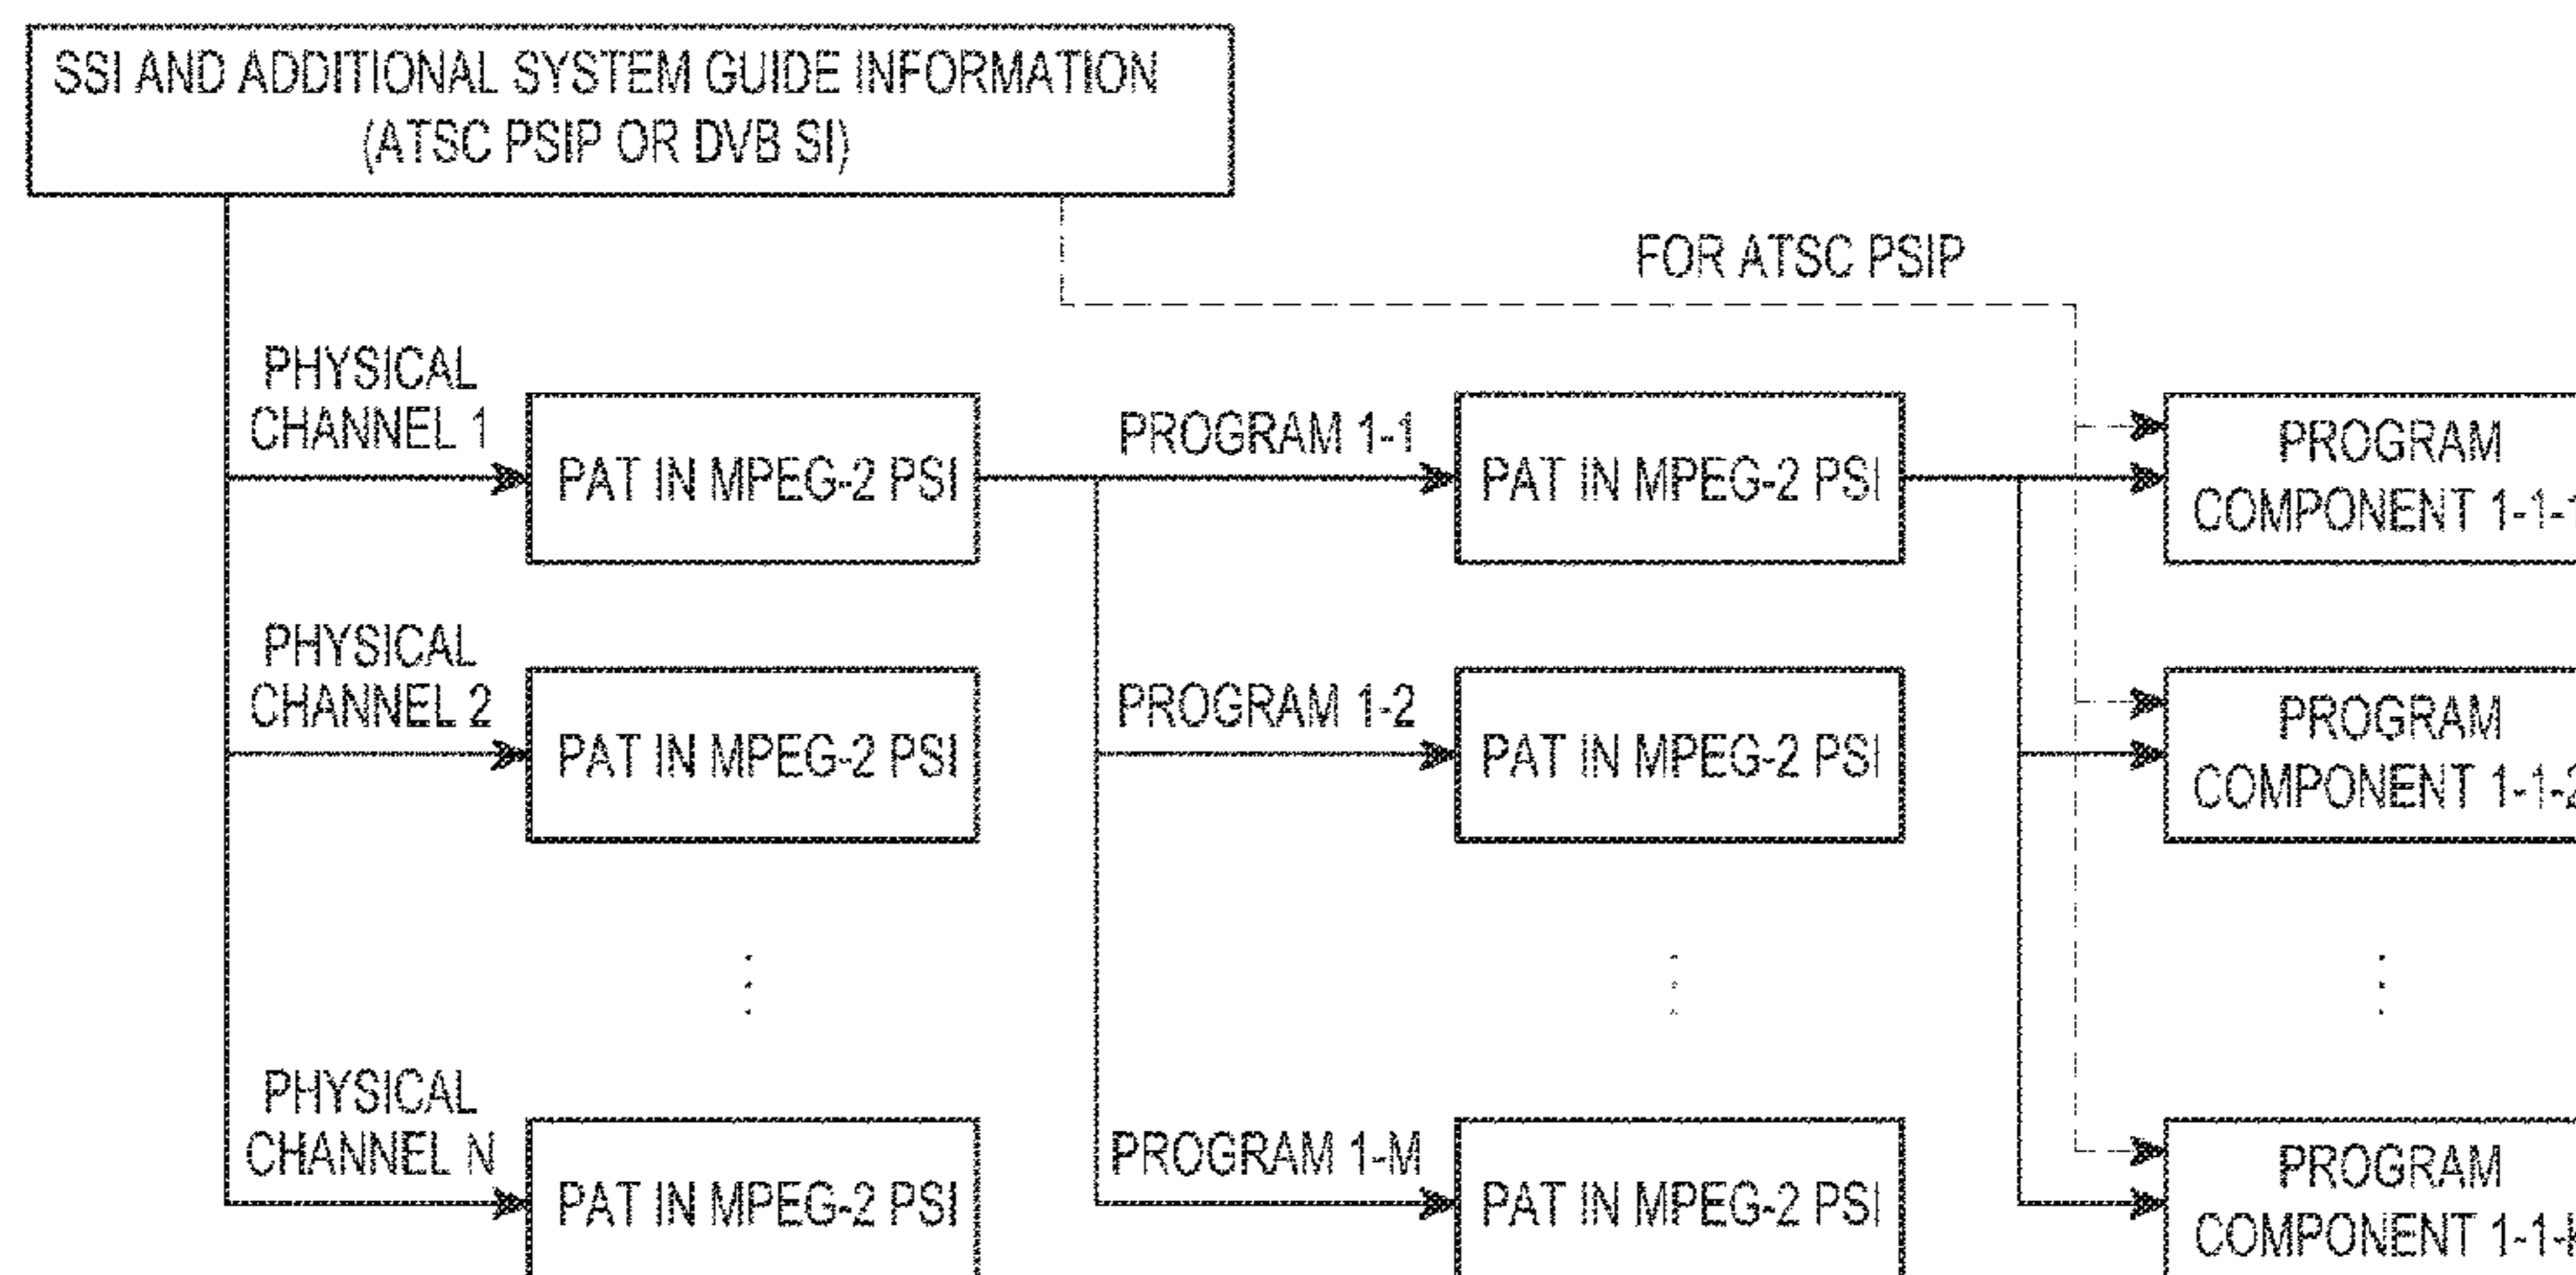 SSI AND ADDITIONAL SYSTEM GUIDE INFORMATION
(ATSC PSIP OR DVB SI)
FOR ATSC PSIP
PHYSICAL
CHANNEL 1
PAT IN MPEG-2 PSI
PROGRAM 1-1
PAT IN MPEG-2 PSI
PROGRAM
COMPONENT 1-1-1
PHYSICAL
CHANNEL 2
PAT IN MPEG-2 PSI
PROGRAM 1-2
PAT IN MPEG-2 PSI
PROGRAM
COMPONENT 1-1-2
PHYSICAL
CHANNEL N
PAT IN MPEG-2 PSI
PROGRAM 1-M
PAT IN MPEG-2 PSI
PROGRAM
COMPONENT